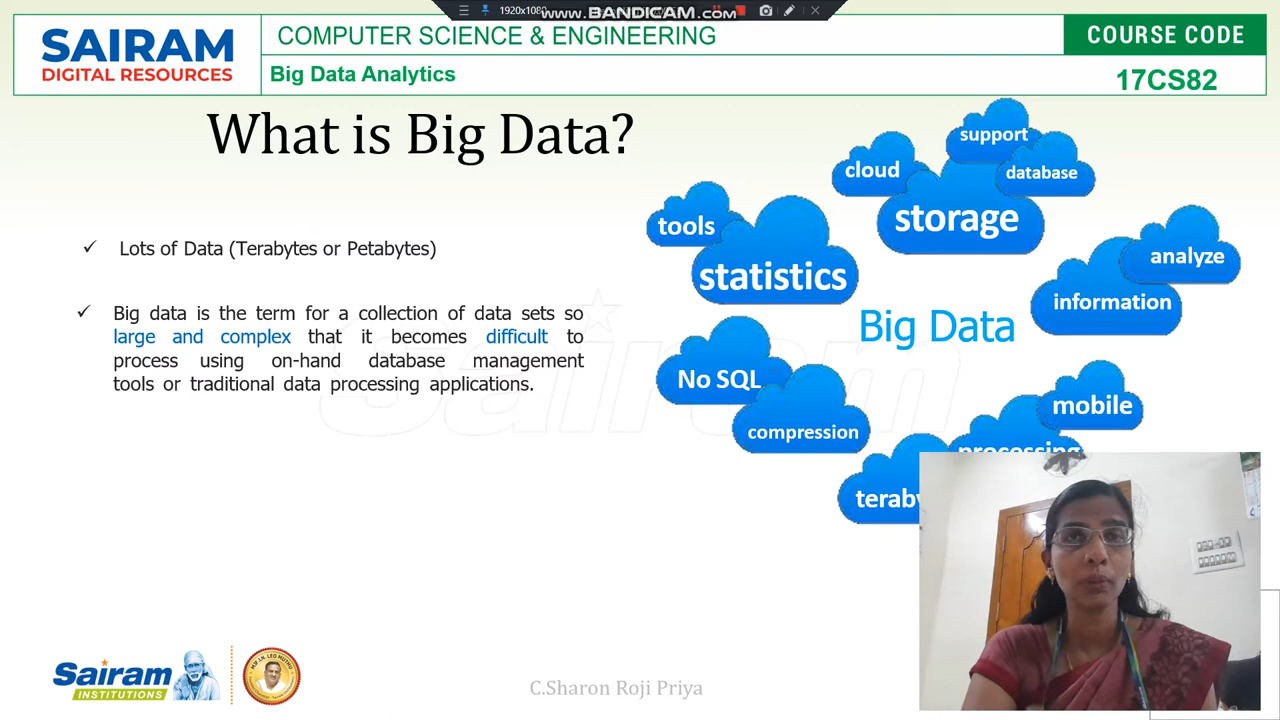 1920x1080
www.BANDICAM.com
SAIRAM
DIGITAL RESOURCES
COMPUTER SCIENCE & ENGINEERING
COURSE CODE
Big Data Analytics
17CS82
What is Big Data?
support
cloud
database
tools
storage
statistics
analyze
information
Big Data
✓ Lots of Data (Terabytes or Petabytes)
✓ Big data is the term for a collection of data sets so
large and complex that it becomes difficult to
process using on-hand database management
tools or traditional data processing applications.
Sairam
No SQL
compression
mobile
processing
Sairam
INSTITUTIONS
C.Sharon Roji Priya